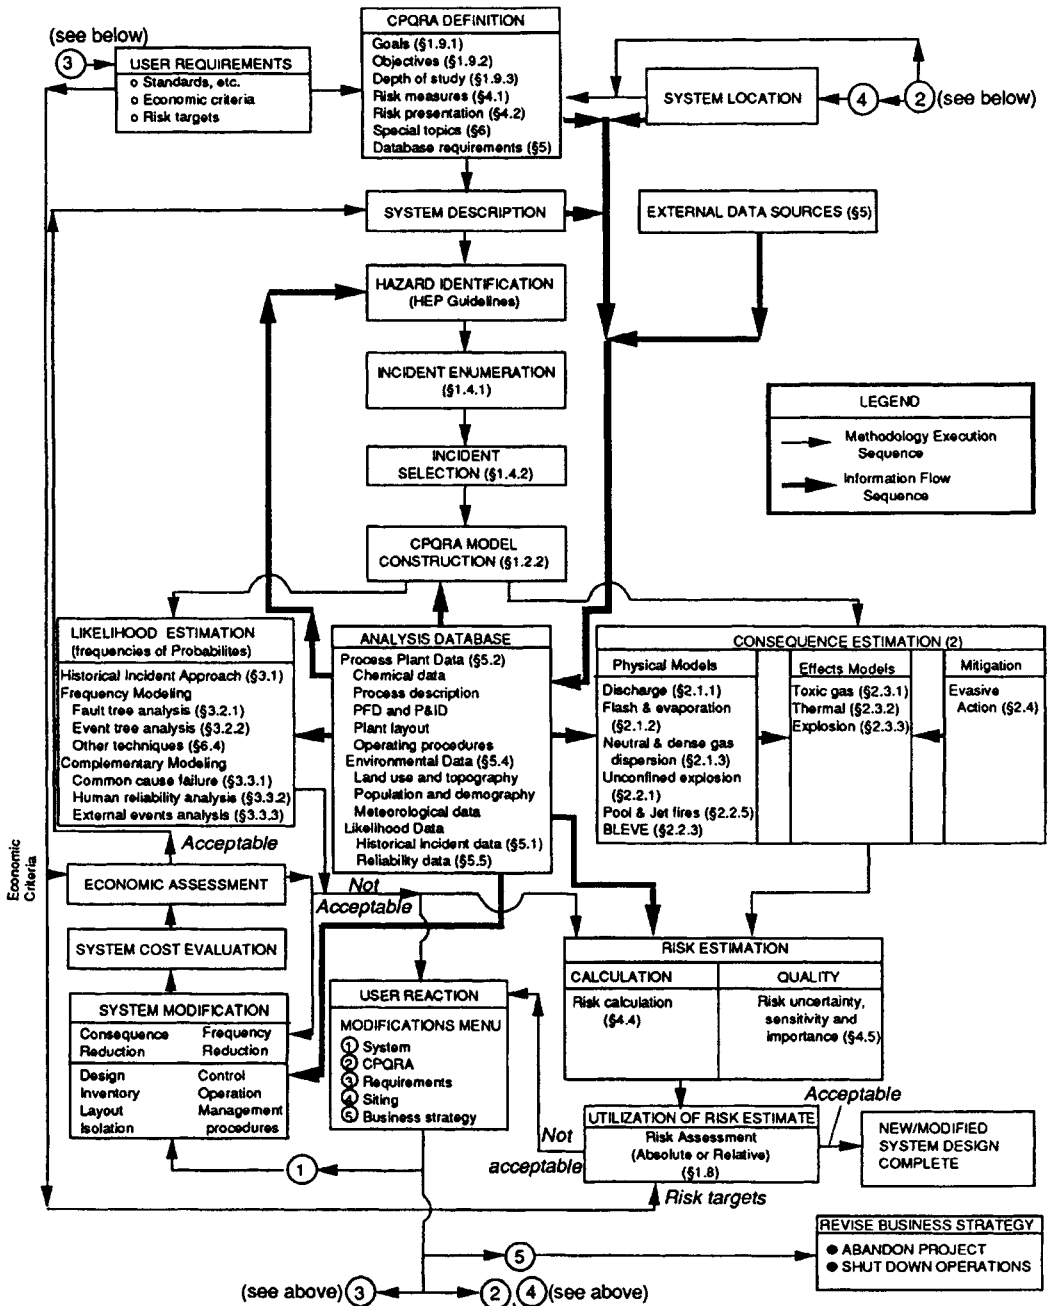 CPQRA DEFINITION
Goals (§1.9.1)
Objectives (§1.9.2)
Depth of study (§1.9.3)
Risk measures (§4.1)
Risk presentation (§4.2)
Special topics (§6)
Database requirements (§5)
(see below)
3
USER REQUIREMENTS
o Standards, etc.
o Economic criteria
o Risk targets
SYSTEM LOCATION
4
2
(see below)
SYSTEM DESCRIPTION
EXTERNAL DATA SOURCES (§5)
HAZARD IDENTIFICATION
(HEP Guidelines)
INCIDENT ENUMERATION
(§1.4.1)
INCIDENT
SELECTION (§1.4.2)
CPQRA MODEL
CONSTRUCTION (§1.2.2)
LEGEND
Methodology Execution
Sequence
Information Flow
Sequence
LIKELIHOOD ESTIMATION
(frequencies of Probabilites)
Historical Incident Approach (§3.1)
Frequency Modeling
Fault tree analysis (§3.2.1)
Event tree analysis (§3.2.2)
Other techniques (§6.4)
Complementary Modeling
Common cause failure (§3.3.1)
Human reliability analysis (§3.3.2)
External events analysis (§3.3.3)
ANALYSIS DATABASE
Process Plant Data (§5.2)
Chemical data
Process description
PFD and P&ID
Plant layout
Operating procedures
Environmental Data (§5.4)
Land use and topography
Population and demography
Meteorological data
Likelihood Data
Historical Incident data (§5.1)
Reliability data (§5.5)
CONSEQUENCE ESTIMATION (2)
Physical Models
Discharge (§2.1.1)
Flash & evaporation
(§2.1.2)
Neutral & dense gas
dispersion (§2.1.3)
Unconfined explosion
(§2.2.1)
Pool & Jet fires (§2.2.5)
BLEVE (§2.2.3)
Effects Models
Toxic gas (§2.3.1)
Thermal (§2.3.2)
Explosion (§2.3.3)
Mitigation
Evasive
Action (§2.4)
Acceptable
Economic
Criteria
ECONOMIC ASSESSMENT
Not
Acceptable
SYSTEM COST EVALUATION
SYSTEM MODIFICATION
Consequence Frequency
Reduction Reduction
Design Control
Inventory Operation
Layout Management
Isolation procedures
1
USER REACTION
MODIFICATIONS MENU
1 System
2 CPQRA
3 Requirements
4 Siting
5 Business strategy
RISK ESTIMATION
CALCULATION
Risk calculation
(§4.4)
QUALITY
Risk uncertainty,
sensitivity and
importance (§4.5)
Acceptable
UTILIZATION OF RISK ESTIMATE
Risk Assessment
(Absolute or Relative)
(§1.8)
Not
acceptable
NEW/MODIFIED
SYSTEM DESIGN
COMPLETE
Risk targets
5
REVISE BUSINESS STRATEGY
● ABANDON PROJECT
● SHUT DOWN OPERATIONS
(see above) 3
2, 4 (see above)